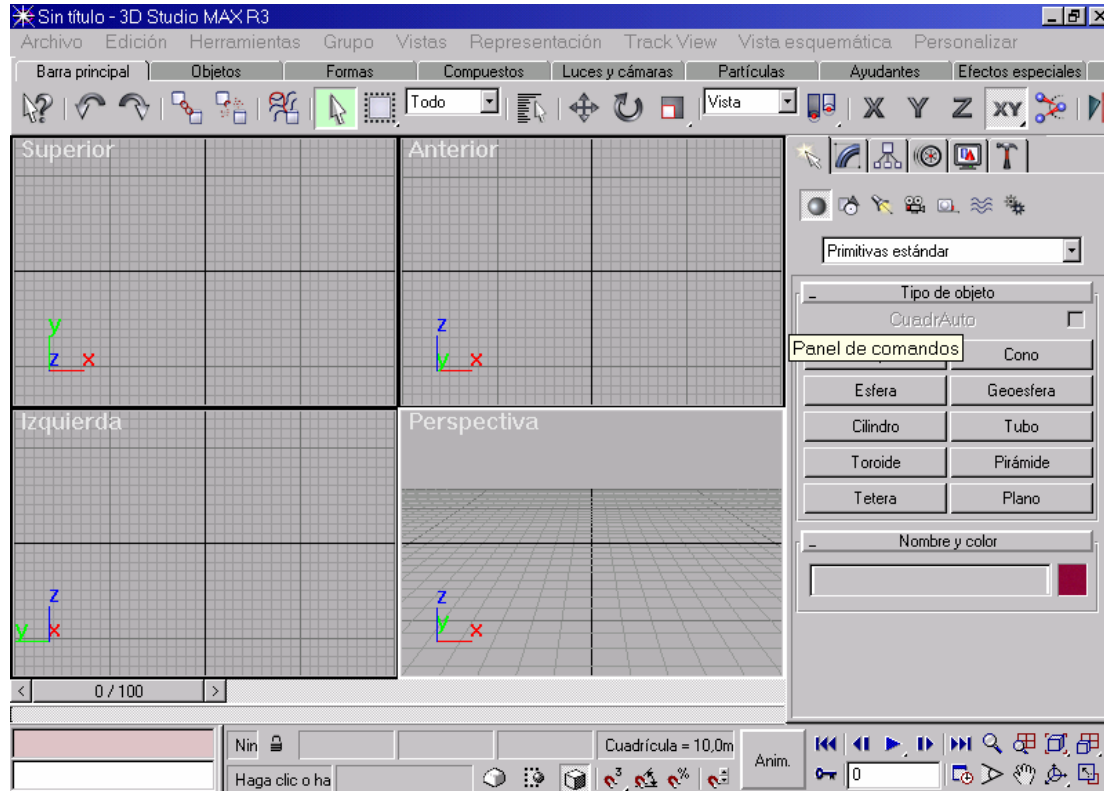 Sin título - 3D Studio MAX R3
Archivo Edición Herramientas Grupo Vistas Representación Track View Vista esquemática Personalizar
Barra principal Objetos Formas Compuestos Luces y cámaras Partículas Ayudantes Efectos especiales
Todo Vista X Y Z XY
Superior Anterior
y z x
z y x
Primitivas estándar
Tipo de objeto
CuadrAuto
Panel de comandos Cono
Esfera Geoesfera
Cilindro Tubo
Toroide Pirámide
Tetera Plano
Izquierda Perspectiva
z y x
z y x
Nombre y color
0 / 100
Nin Cuadrícula = 10,0m Anim.
Haga clic o ha 3 % 0